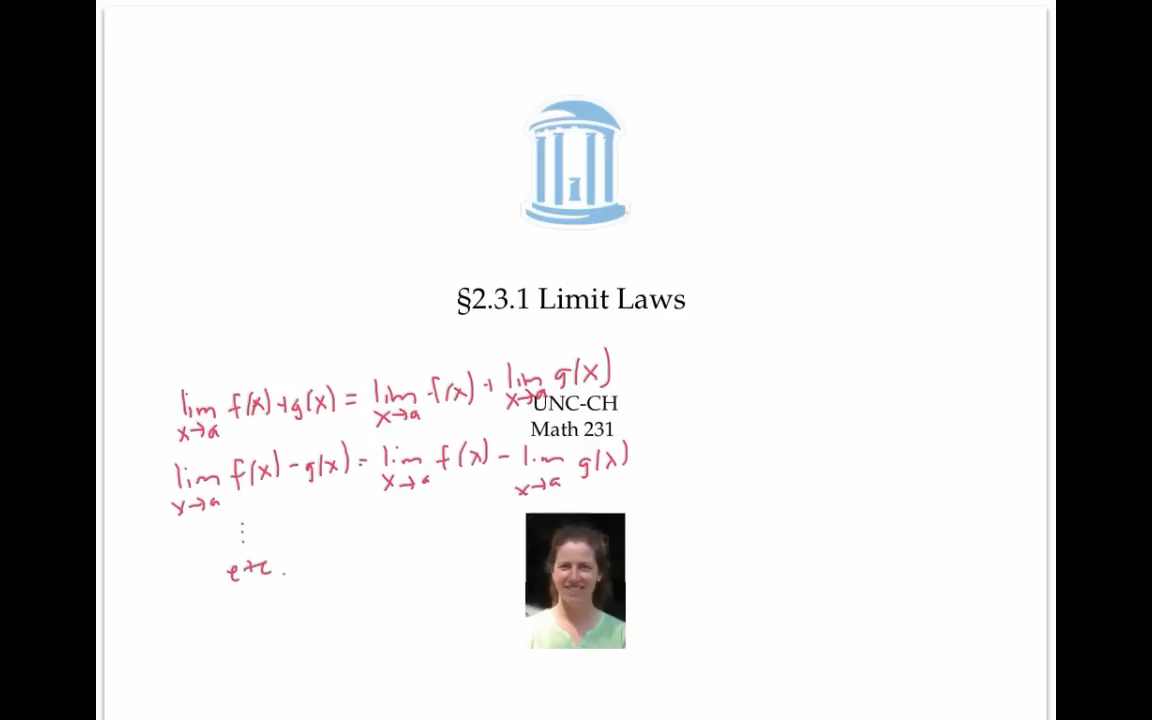 §2.3.1 Limit Laws
lim f(x)+g(x) = lim f(x) + lim g(x)
x→a x→a x→a
UNC-CH
Math 231
lim f(x) - g(x) = lim f(x) - lim g(x)
x→a x→a x→a
⋮
etc.